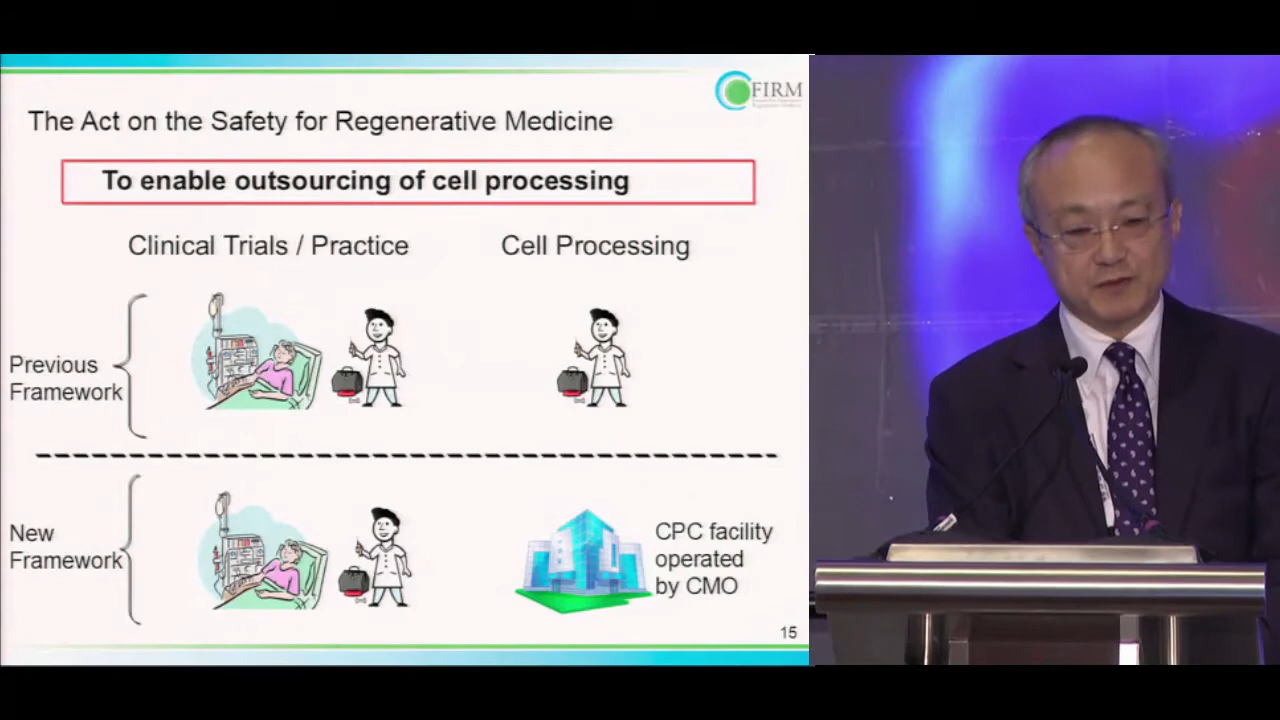 FIRM
The Act on the Safety for Regenerative Medicine
To enable outsourcing of cell processing
Clinical Trials / Practice
Cell Processing
Previous
Framework
New
Framework
CPC facility
operated
by CMO
15